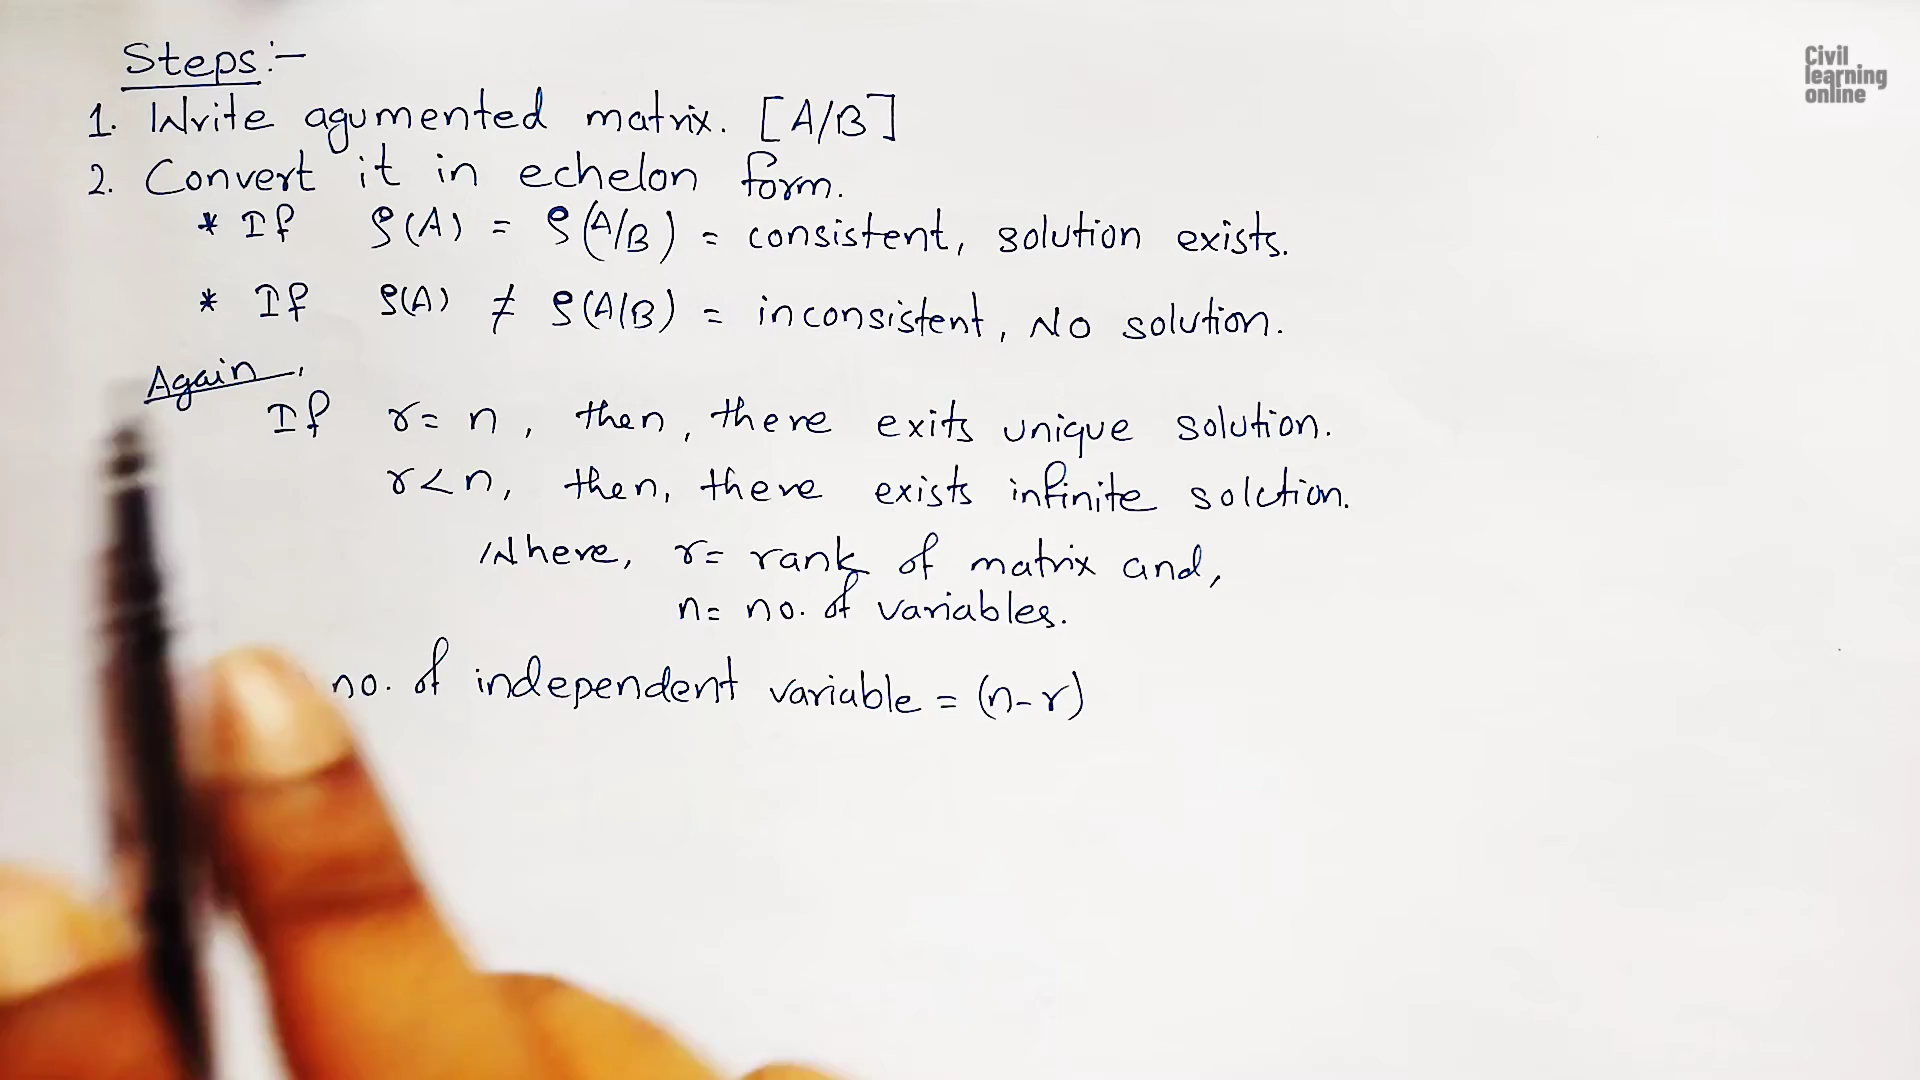 Steps:-
1. Write agumented matrix. [A/B]
2. Convert it in echelon form.
* If ρ(A) = ρ(A/B) = consistent, solution exists.
* If ρ(A) ≠ ρ(A/B) = inconsistent, No solution.
Again,
If r= n, then, there exits unique solution.
r<n, then, there exists infinite solction.
Where, r= rank of matrix and,
n= no. of variables.
no. of independent variable = (n-r)
Civil
learning
online